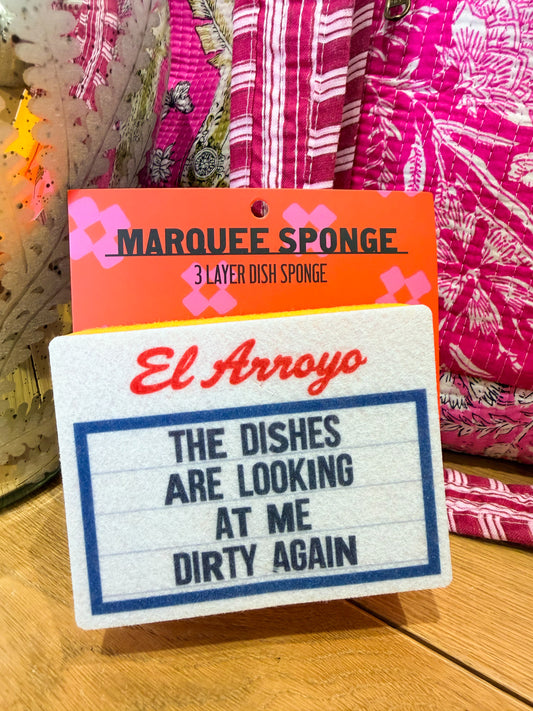 MARQUEE SPONGE
3 LAYER DISH SPONGE
El Arroyo
THE DISHES
ARE LOOKING
AT ME
DIRTY AGAIN